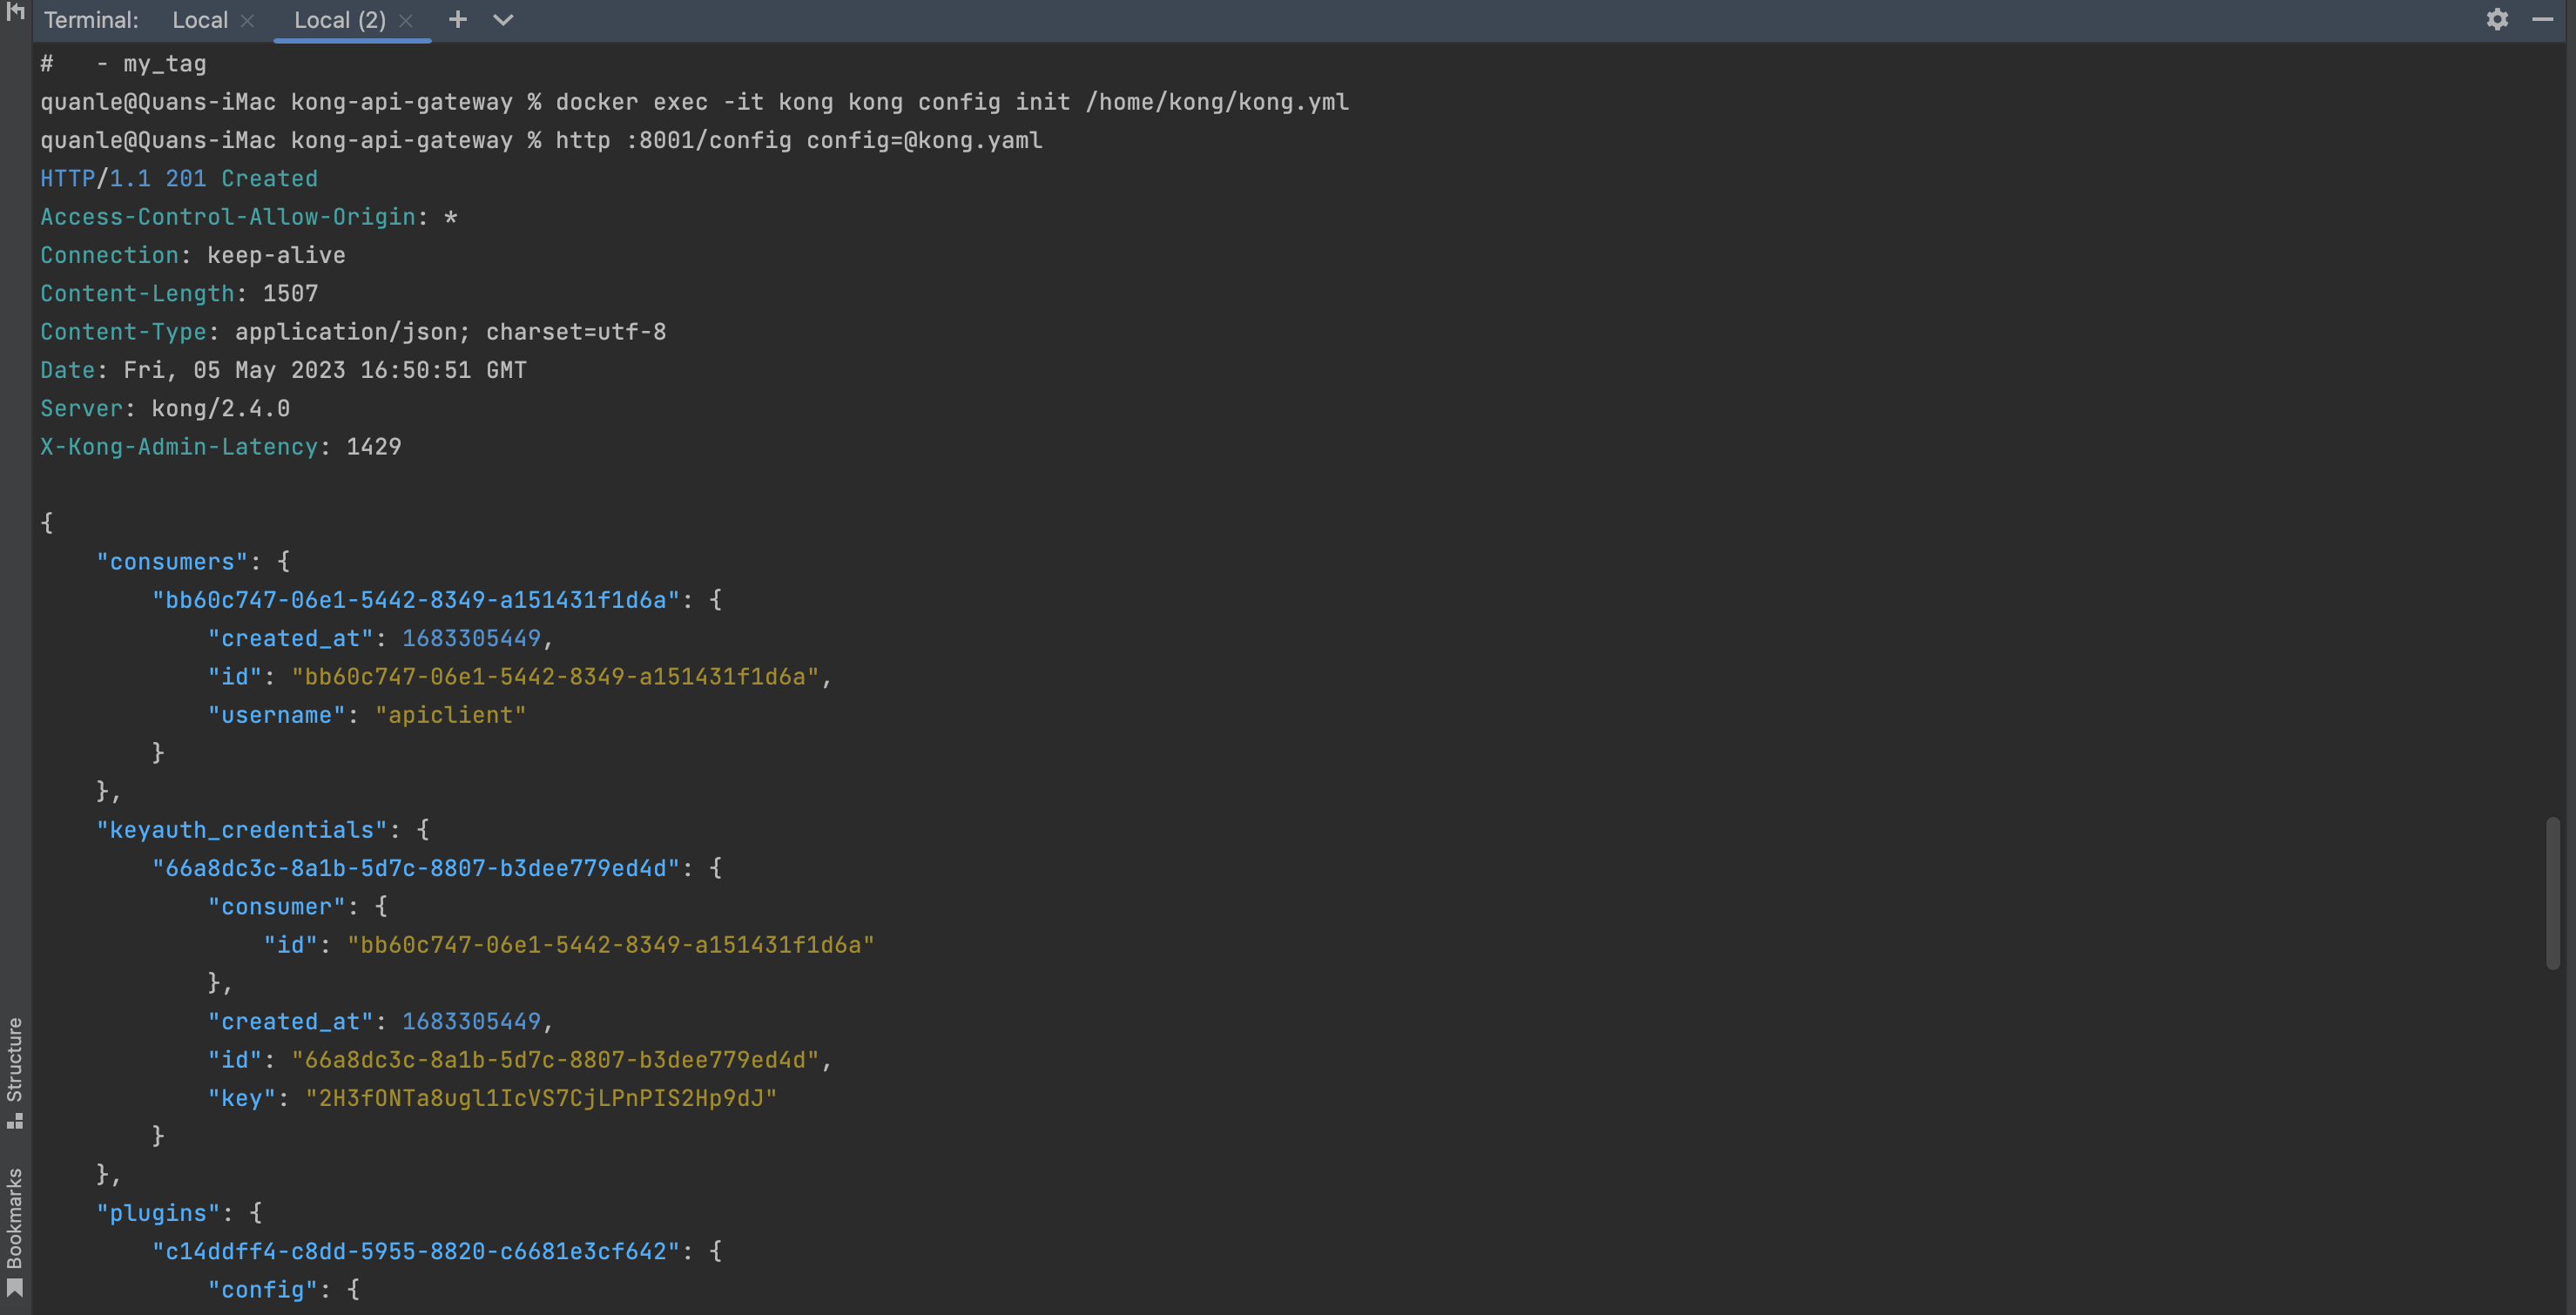 Terminal: Local Local (2)
#   - my_tag
quanle@Quans-iMac kong-api-gateway % docker exec -it kong kong config init /home/kong/kong.yml
quanle@Quans-iMac kong-api-gateway % http :8001/config config=@kong.yaml
HTTP/1.1 201 Created
Access-Control-Allow-Origin: *
Connection: keep-alive
Content-Length: 1507
Content-Type: application/json; charset=utf-8
Date: Fri, 05 May 2023 16:50:51 GMT
Server: kong/2.4.0
X-Kong-Admin-Latency: 1429
{
    "consumers": {
        "bb60c747-06e1-5442-8349-a151431f1d6a": {
            "created_at": 1683305449,
            "id": "bb60c747-06e1-5442-8349-a151431f1d6a",
            "username": "apiclient"
        }
    },
    "keyauth_credentials": {
        "66a8dc3c-8a1b-5d7c-8807-b3dee779ed4d": {
            "consumer": {
                "id": "bb60c747-06e1-5442-8349-a151431f1d6a"
            },
            "created_at": 1683305449,
            "id": "66a8dc3c-8a1b-5d7c-8807-b3dee779ed4d",
            "key": "2H3fONTa8ugl1IcVS7CjLPnPIS2Hp9dJ"
        }
    },
    "plugins": {
        "c14ddff4-c8dd-5955-8820-c6681e3cf642": {
            "config": {
Structure
Bookmarks